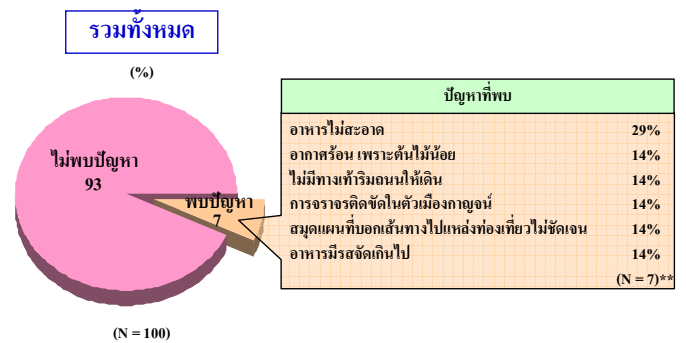 รวมทั้งหมด
(%)
ไม่พบปัญหา
93
พบปัญหา
7
(N = 100)
ปัญหาที่พบ
อาหารไม่สะอาด 29%
อากาศร้อน เพราะต้นไม้น้อย 14%
ไม่มีทางเท้าริมถนนให้เดิน 14%
การจราจรติดขัดในตัวเมืองกาญจน์ 14%
สมุดแผนที่บอกเส้นทางไปแหล่งท่องเที่ยวไม่ชัดเจน 14%
อาหารมีรสจัดเกินไป 14%
(N = 7)**